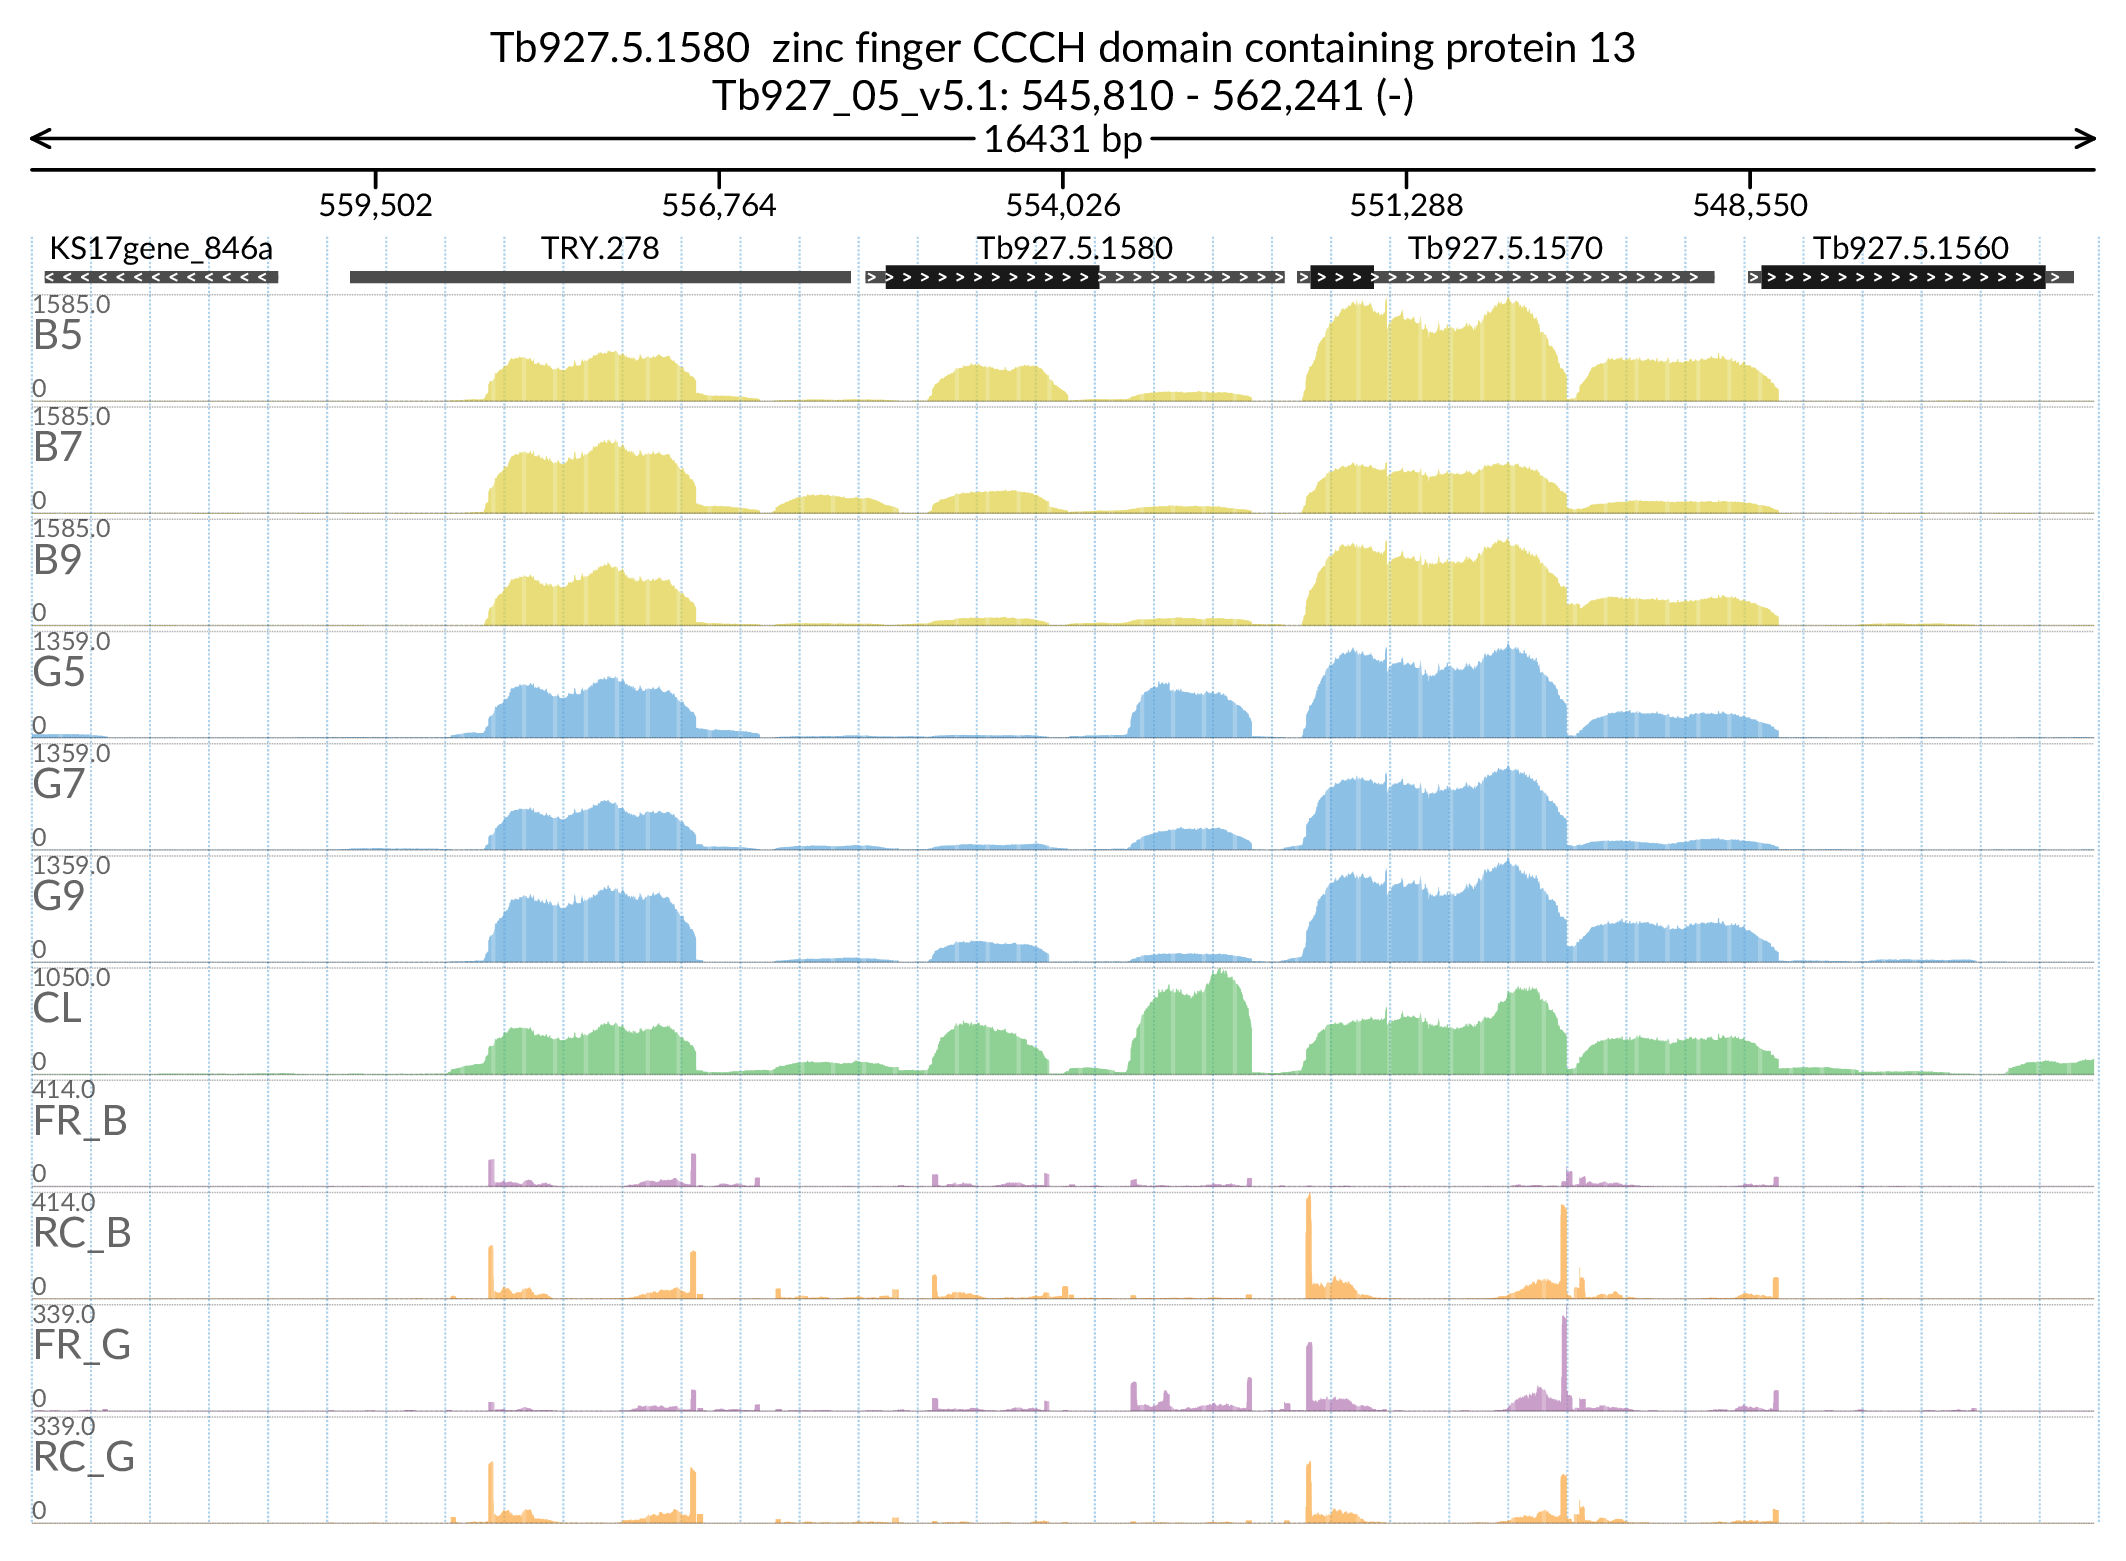 Tb927.5.1580 zinc finger CCCH domain containing protein 13
Tb927_05_v5.1: 545,810 - 562,241 (-)
16431 bp
559,502 556,764 554,026 551,288 548,550
KS17gene_846a TRY.278 Tb927.5.1580 Tb927.5.1570 Tb927.5.1560
1585.0
B5
0
1585.0
B7
0
1585.0
B9
0
1359.0
G5
0
1359.0
G7
0
1359.0
G9
0
1050.0
CL
0
414.0
FR_B
0
414.0
RC_B
0
339.0
FR_G
0
339.0
RC_G
0